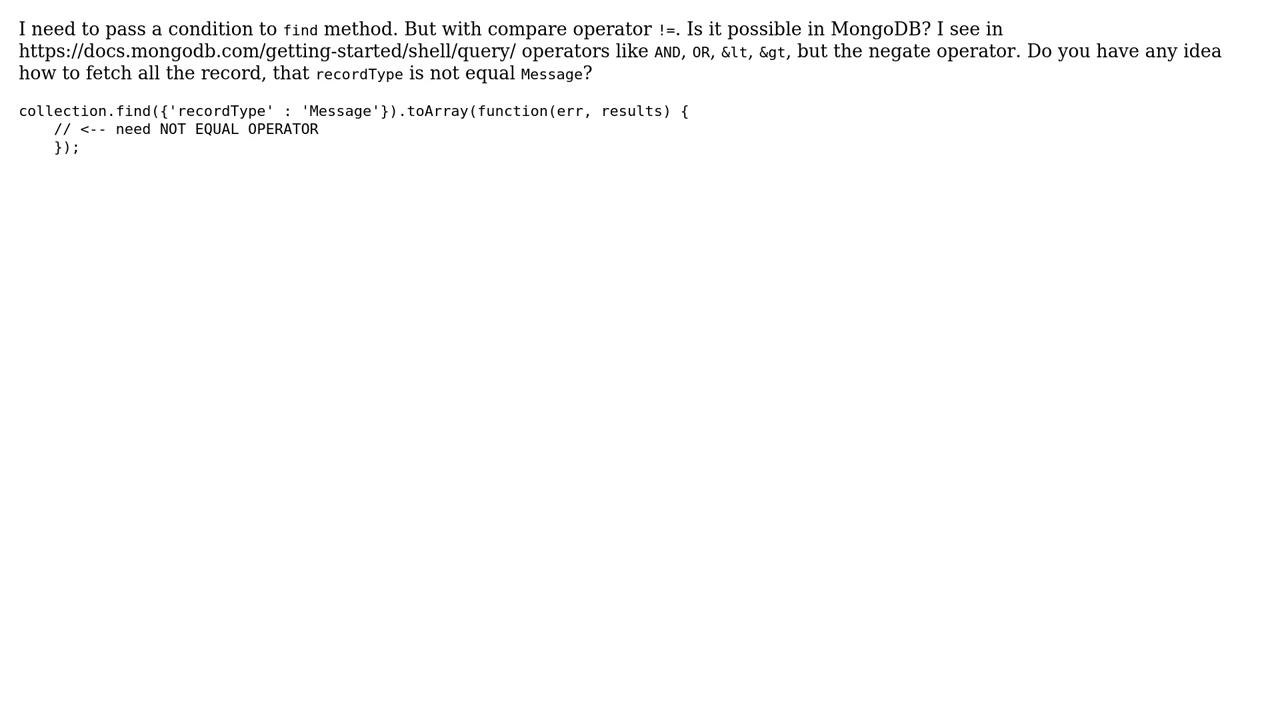 I need to pass a condition to find method. But with compare operator !=. Is it possible in MongoDB? I see in
https://docs.mongodb.com/getting-started/shell/query/ operators like AND, OR, &lt, &gt, but the negate operator. Do you have any idea
how to fetch all the record, that recordType is not equal Message?
collection.find({'recordType' : 'Message'}).toArray(function(err, results) {
    // <-- need NOT EQUAL OPERATOR
    });